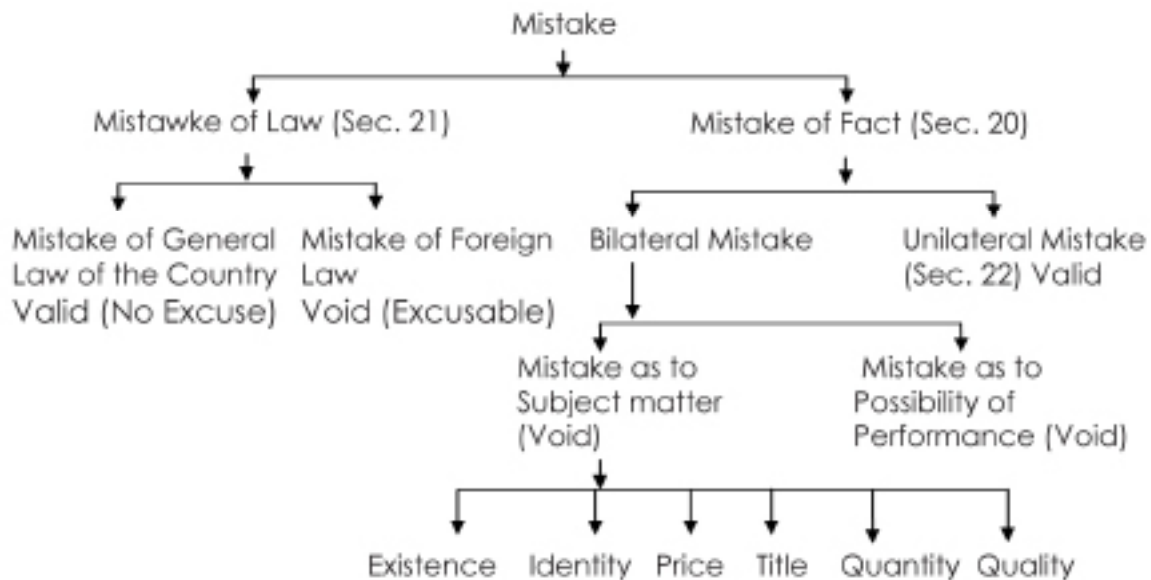 Mistake
Mistawke of Law (Sec. 21)
Mistake of Fact (Sec. 20)
Mistake of General
Law of the Country
Valid (No Excuse)
Mistake of Foreign
Law
Void (Excusable)
Bilateral Mistake
Unilateral Mistake
(Sec. 22) Valid
Mistake as to
Subject matter
(Void)
Mistake as to
Possibility of
Performance (Void)
Existence
Identity
Price
Title
Quantity
Quality